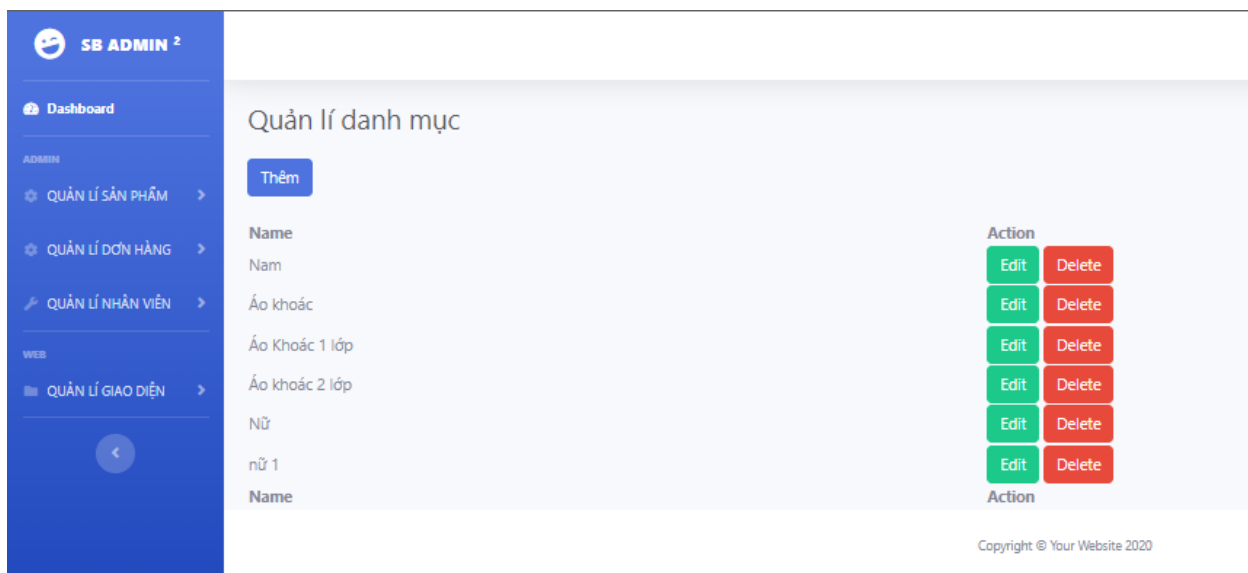 SB ADMIN 2
Dashboard
ADMIN
QUẢN LÍ SẢN PHẨM
QUẢN LÍ DƠN HÀNG
QUẢN LÍ NHÂN VIÊN
WEB
QUẢN LÍ GIAO DIỆN
Quản lí danh mục
Thêm
Name Action
Nam Edit Delete
Áo khoác Edit Delete
Áo Khoác 1 lớp Edit Delete
Áo khoác 2 lớp Edit Delete
Nữ Edit Delete
nữ 1 Edit Delete
Name Action
Copyright © Your Website 2020